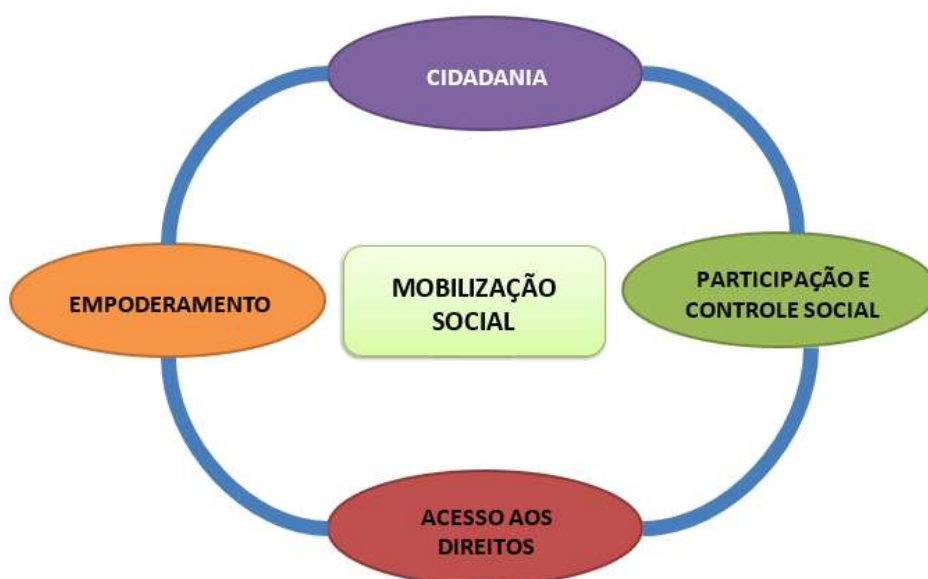 CIDADANIA
EMPODERAMENTO
MOBILIZAÇÃO
SOCIAL
PARTICIPAÇÃO E
CONTROLE SOCIAL
ACESSO AOS
DIREITOS